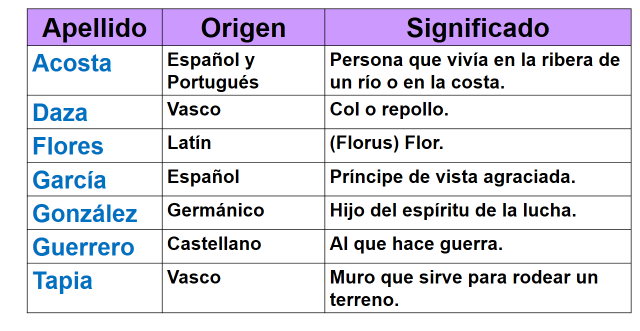 Apellido Origen Significado
Acosta Español y Persona que vivía en la ribera de
Portugués un río o en la costa.
Daza Vasco Col o repollo.
Flores Latín (Florus) Flor.
García Español Príncipe de vista agraciada.
González Germánico Hijo del espíritu de la lucha.
Guerrero Castellano Al que hace guerra.
Tapia Vasco Muro que sirve para rodear un
terreno.